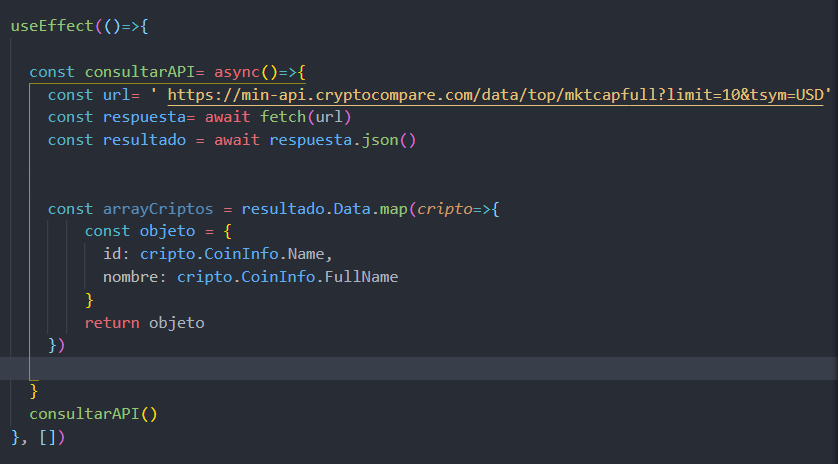 useEffect(()=>{
const consultarAPI= async()=>{
const url= ' https://min-api.cryptocompare.com/data/top/mktcapfull?limit=10&tsym=USD'
const respuesta= await fetch(url)
const resultado = await respuesta.json()
const arrayCriptos = resultado.Data.map(cripto=>{
const objeto = {
id: cripto.CoinInfo.Name,
nombre: cripto.CoinInfo.FullName
}
return objeto
})
}
consultarAPI()
}, [])